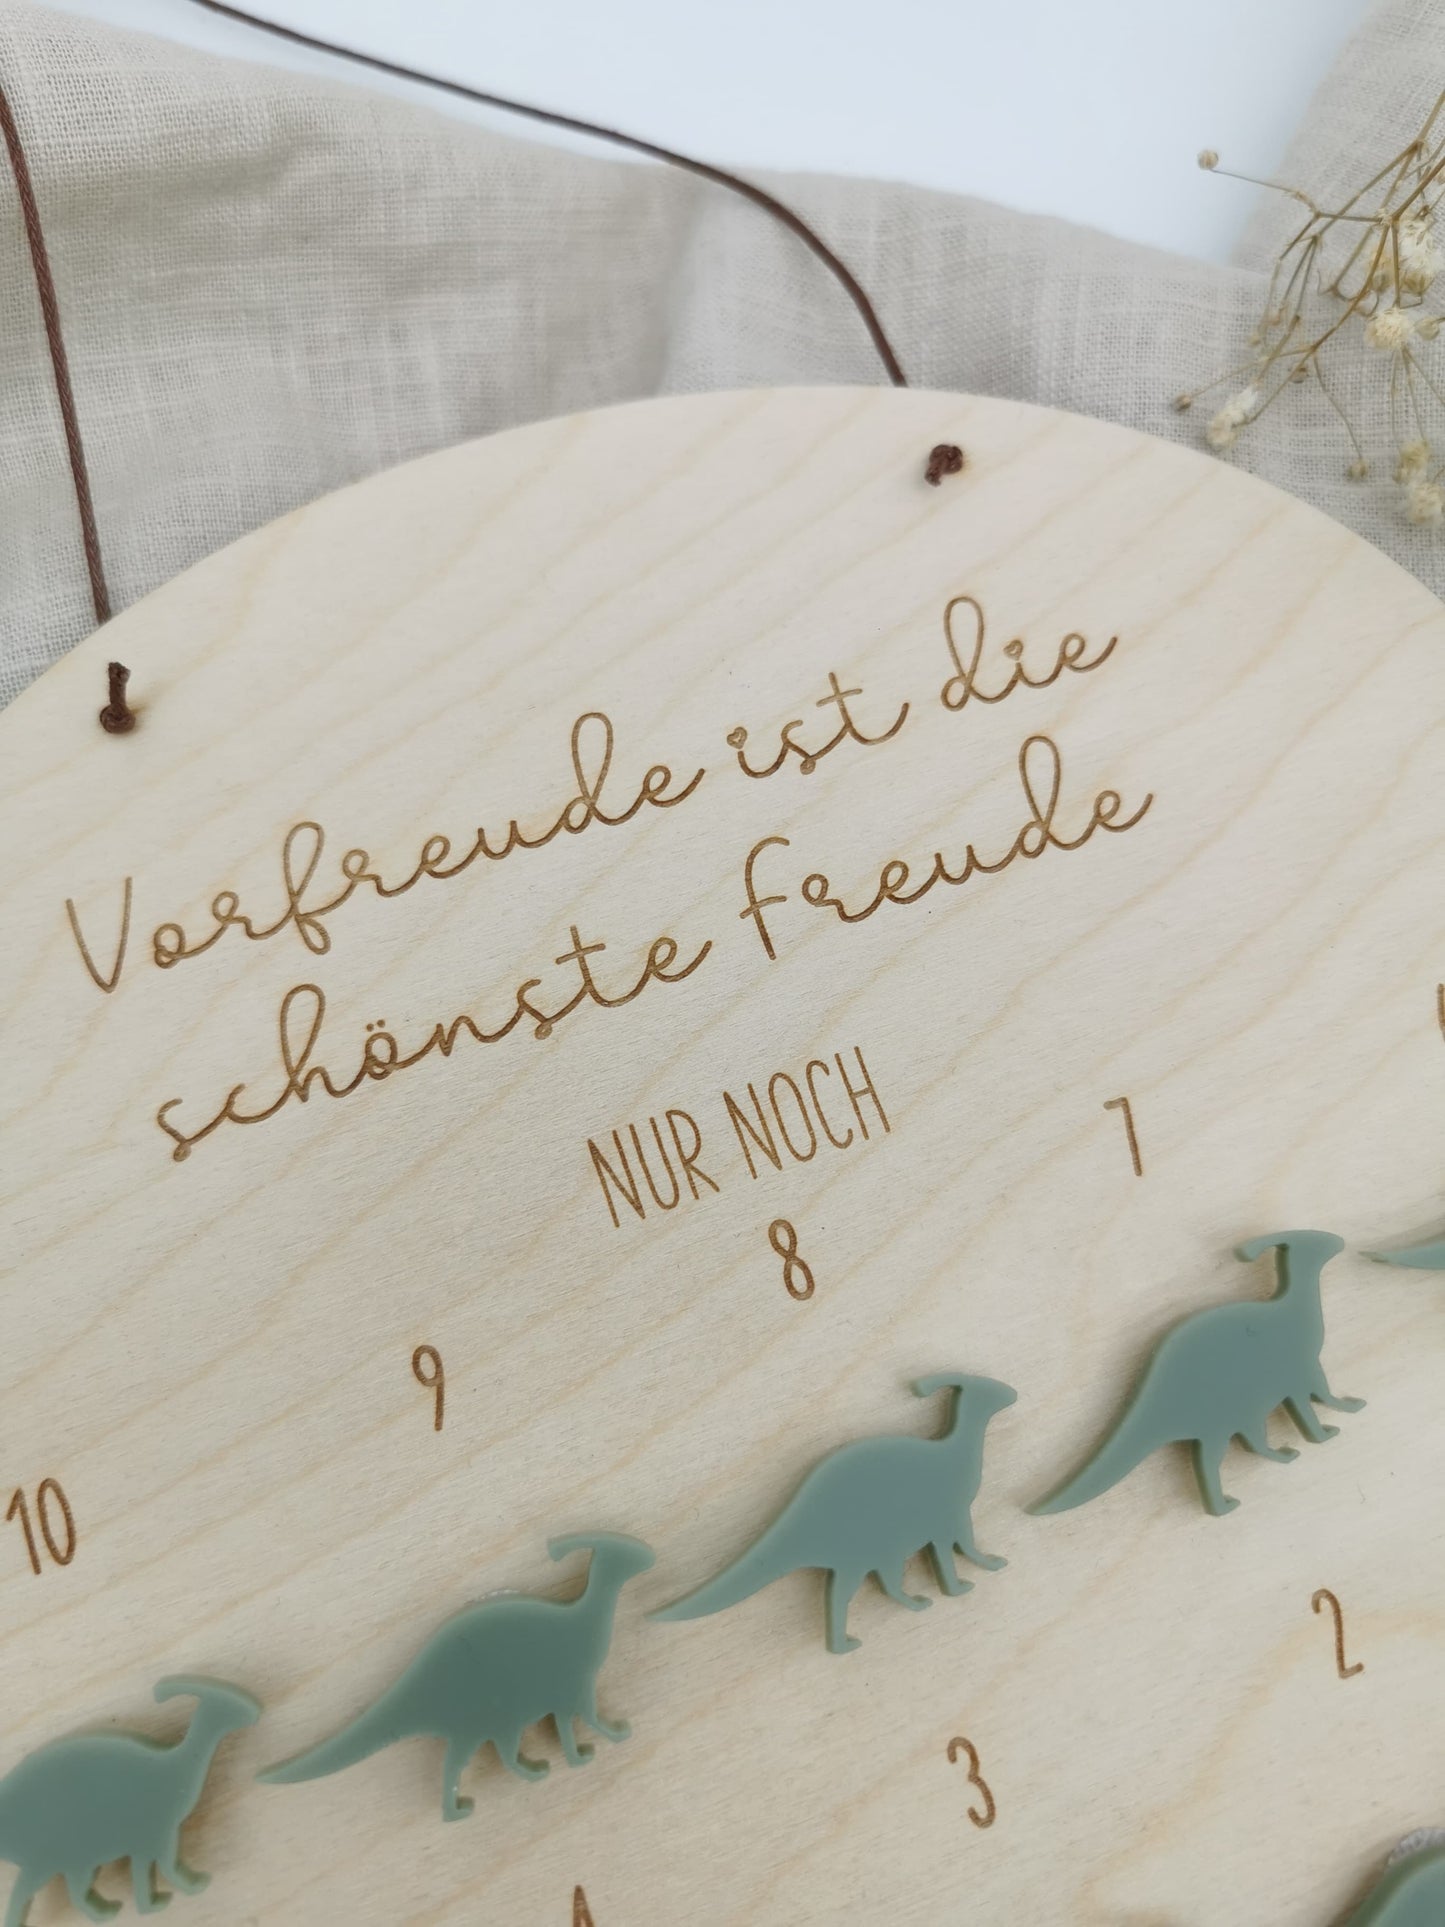 Vorfreude ist die
schönste Freude
NUR NOCH
10 9 8 7
3 2